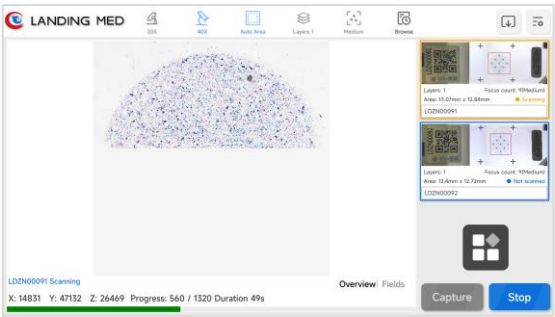 LANDING MED
20X
40X
Auto Area
Layers 1
Medium
Browse
Layers: 1 Focus count: 9(Medium)
Area: 13.07mm x 12.84mm Scanning
LDZN00091
Layers: 1 Focus count: 9(Medium)
Area: 12.4mm x 12.72mm Not scanned
LDZN00092
LDZN00091 Scanning
Overview Fields
X: 14831 Y: 47132 Z: 26469 Progress: 560 / 1320 Duration 49s
Capture
Stop